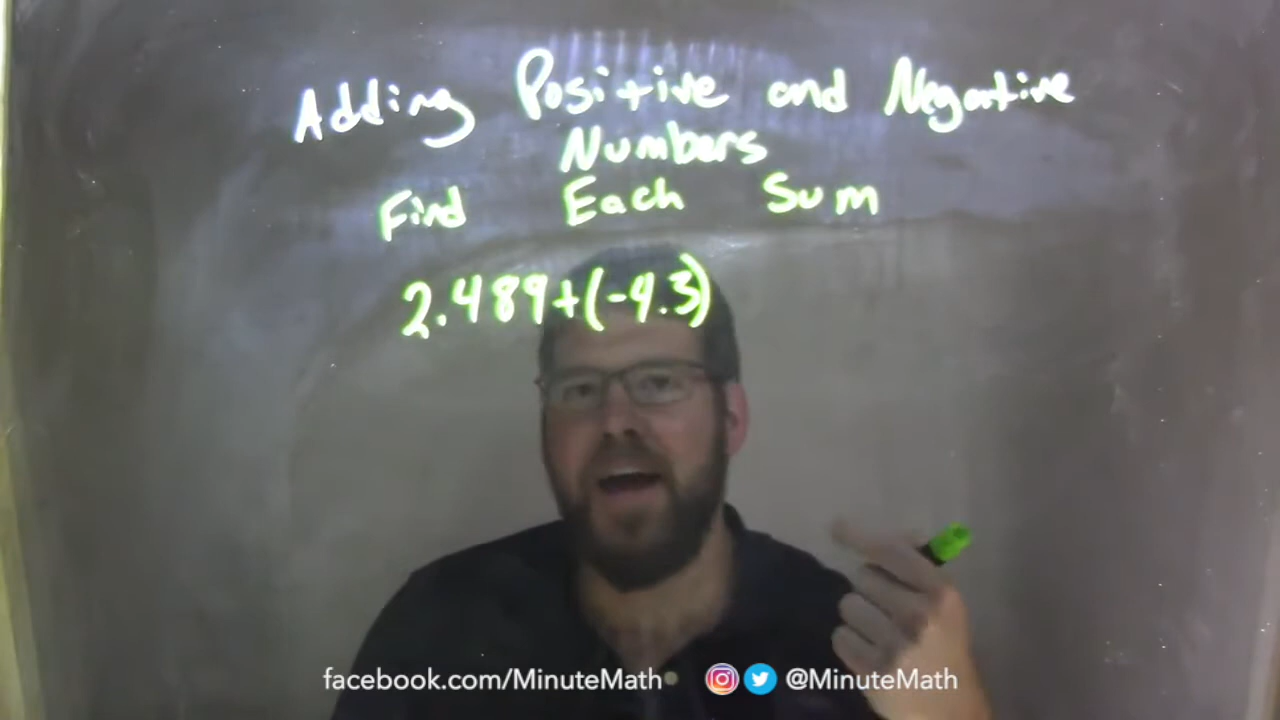 Adding Positive and Negative
Numbers
Find Each Sum
2.489+(-4.3)
facebook.com/MinuteMath
@MinuteMath